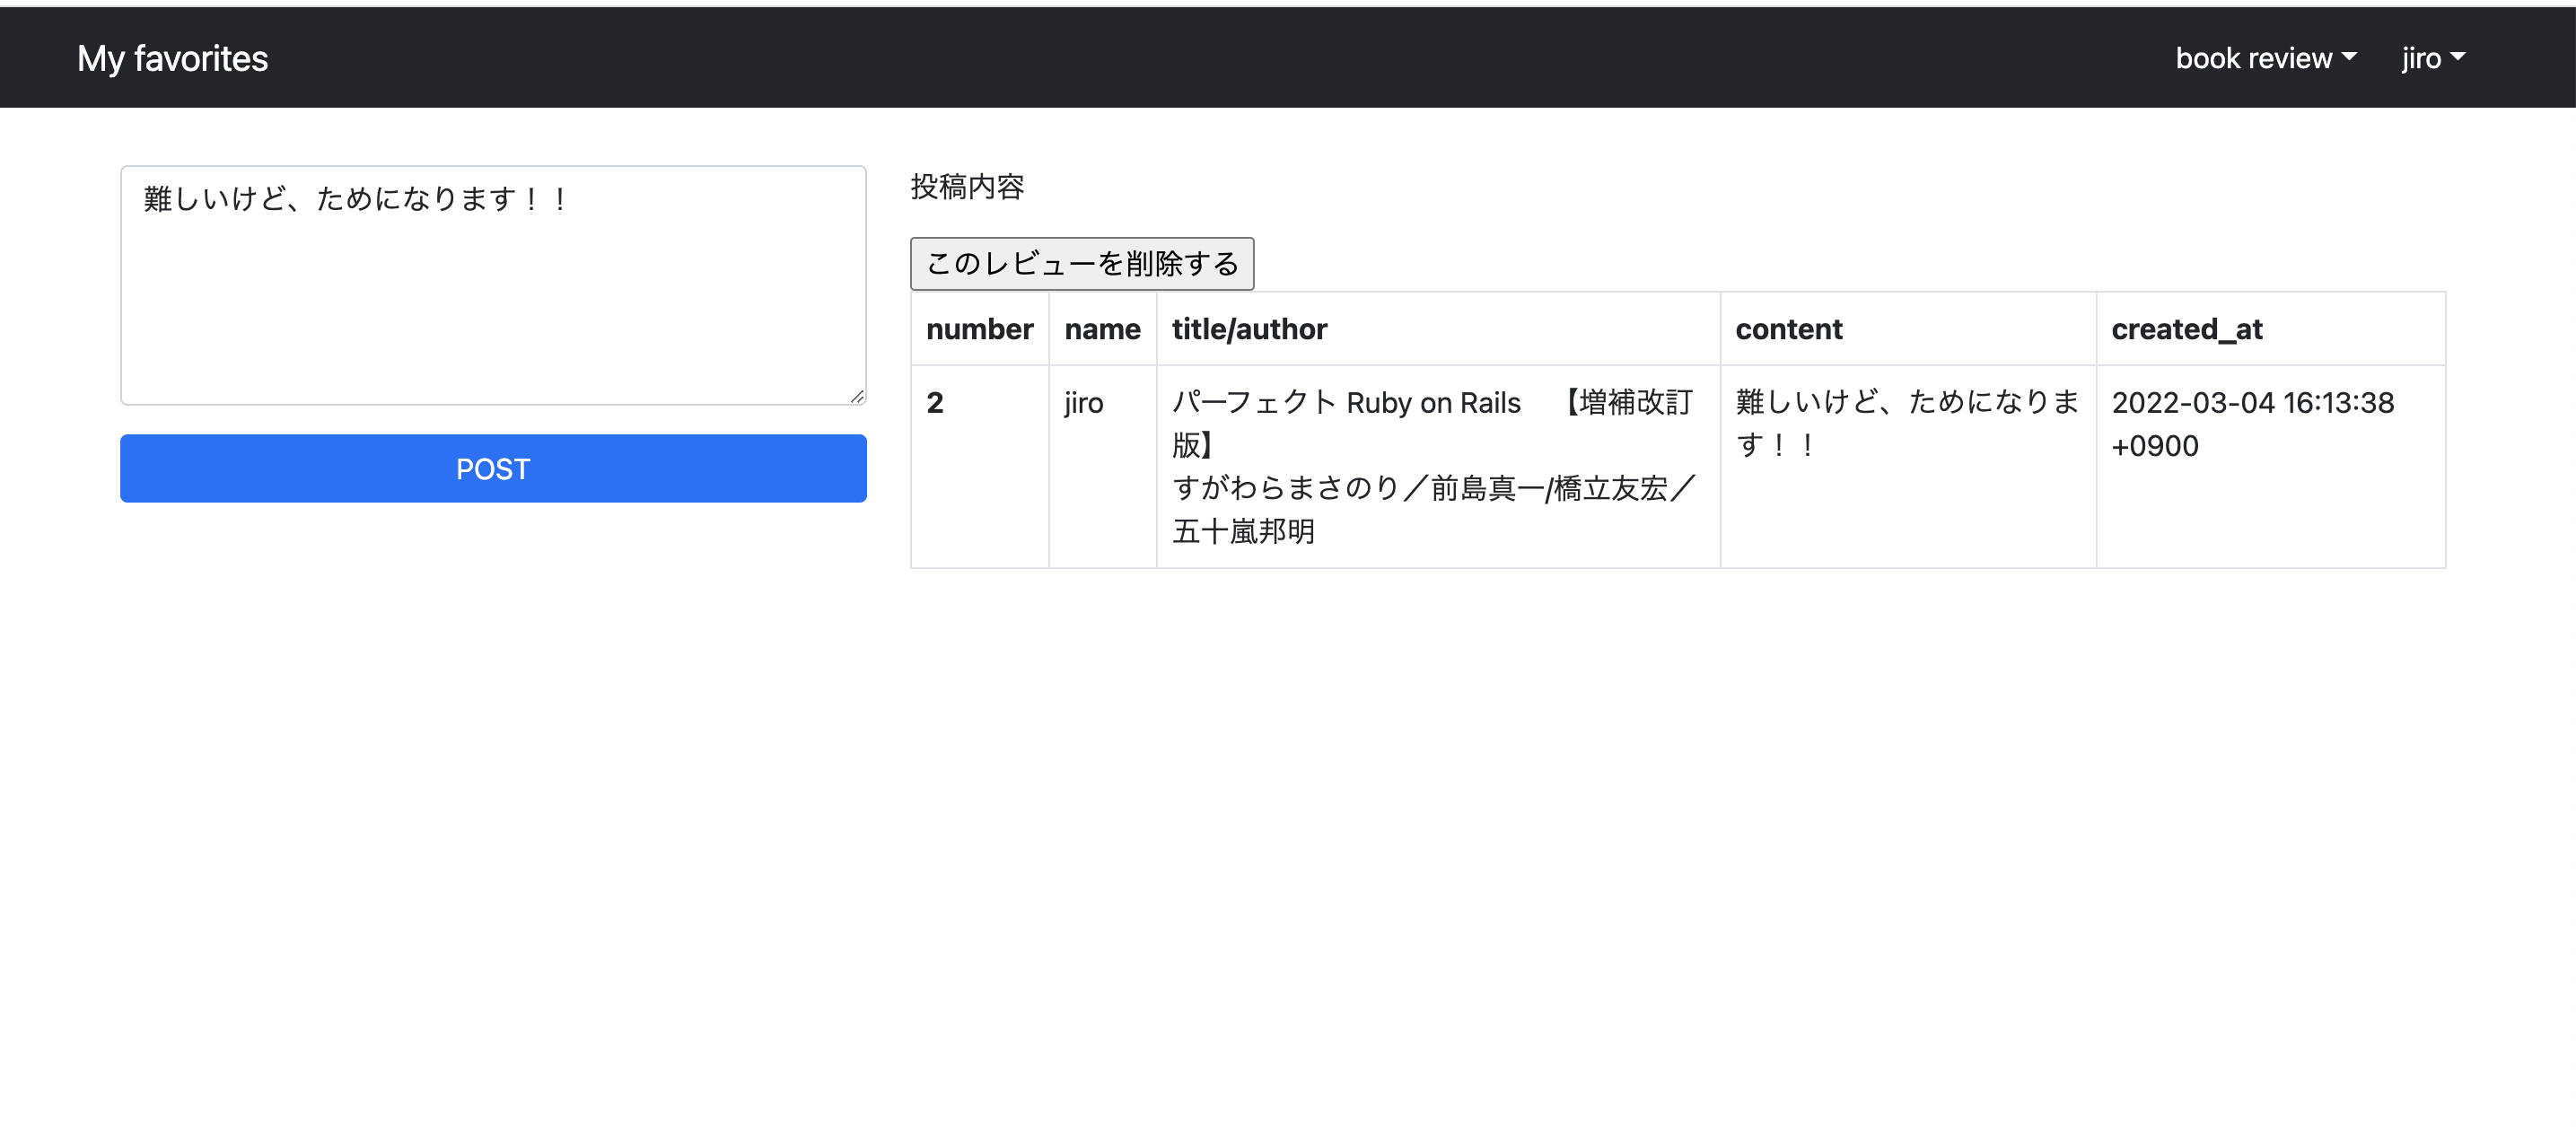 My favorites
book review
jiro
難しいけど、ためになります！！
POST
投稿内容
このレビューを削除する
number name title/author content created_at
2 jiro パーフェクト Ruby on Rails　【増補改訂
版】
すがわらまさのり／前島真一/橋立友宏／
五十嵐邦明
難しいけど、ためになりま
す！！
2022-03-04 16:13:38
+0900